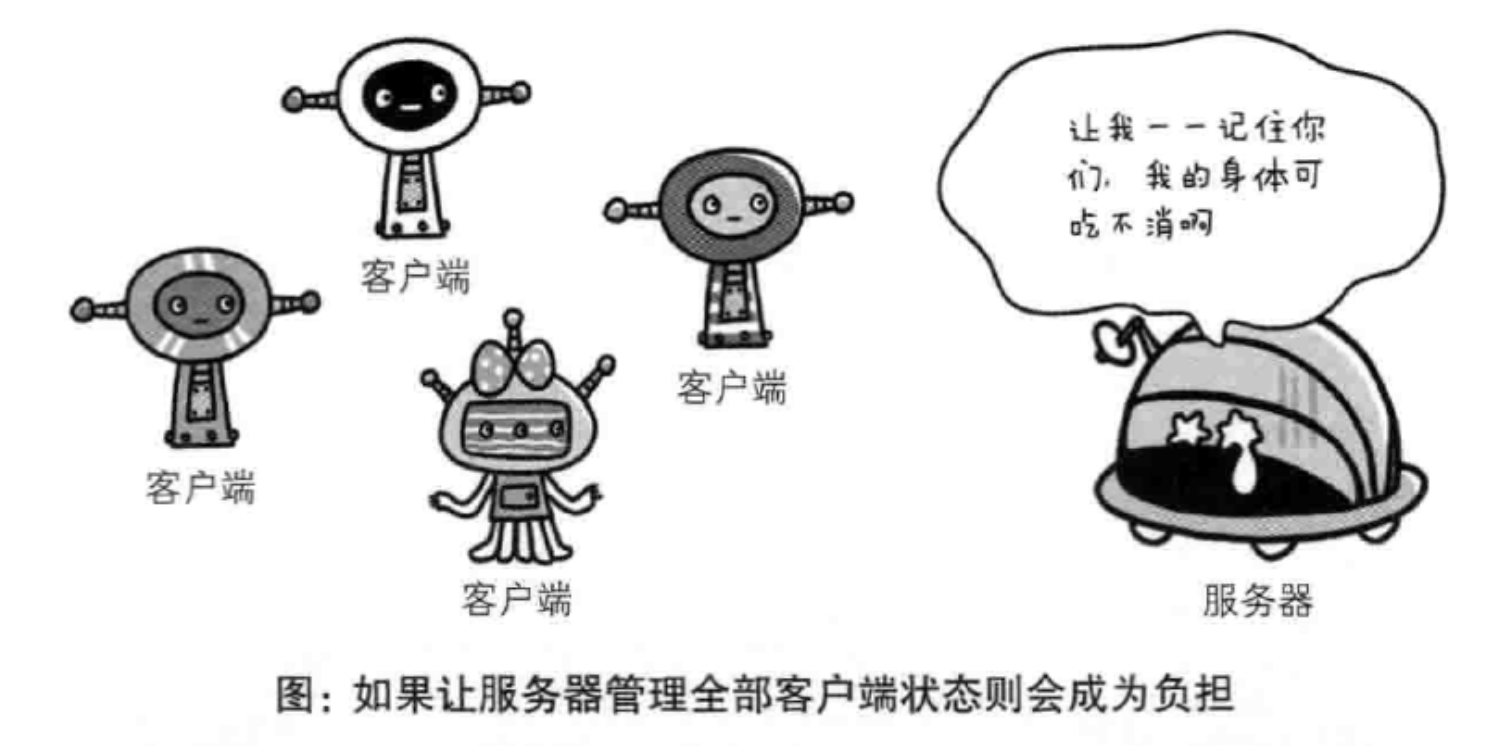 让我一一记住你
们，我的身体可
吃不消啊
客户端
客户端
客户端
客户端
服务器
图：如果让服务器管理全部客户端状态则会成为负担